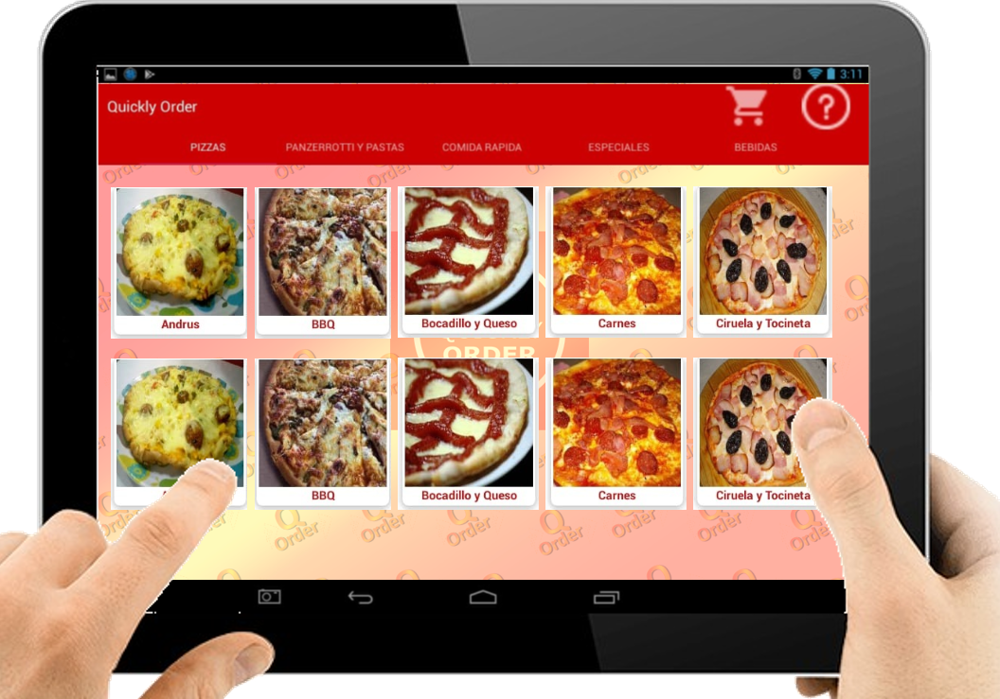 3:11
Quickly Order
PIZZAS PANZERROTTI Y PASTAS COMIDA RAPIDA ESPECIALES BEBIDAS
Andrus BBQ Bocadillo y Queso Carnes Ciruela y Tocineta
ORDER
BBQ Bocadillo y Queso Carnes Ciruela y Tocineta
Order Order Order Order Order Order